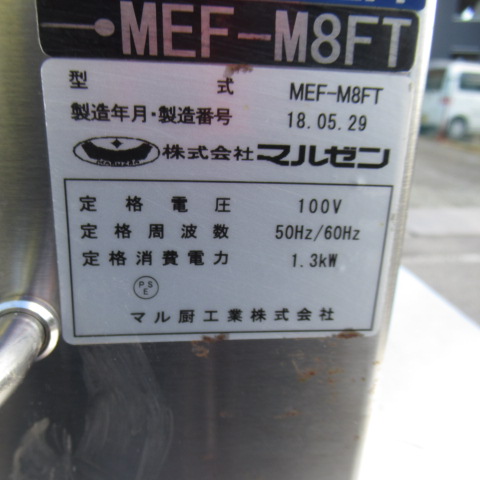 MEF-M8FT
型 式 MEF-M8FT
製造年月・製造番号 18.05.29
MARUZEN 株式会社マルゼン
定格電圧 100V
定格周波数 50Hz/60Hz
定格消費電力 1.3kW
PS
E
マル厨工業株式会社